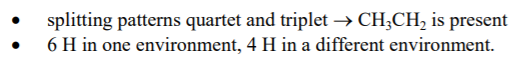 • splitting patterns quartet and triplet → CH₃CH₂ is present
• 6 H in one environment, 4 H in a different environment.